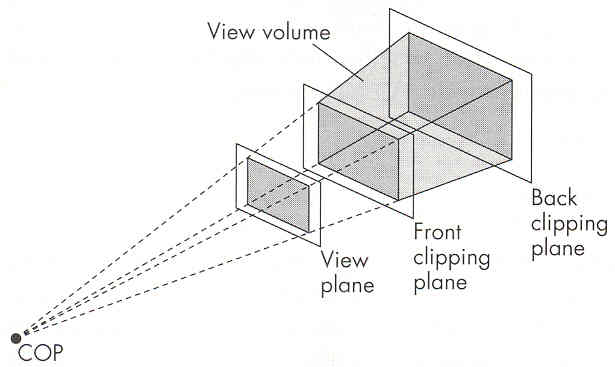 View volume
Back
clipping
plane
Front
clipping
plane
View
plane
COP